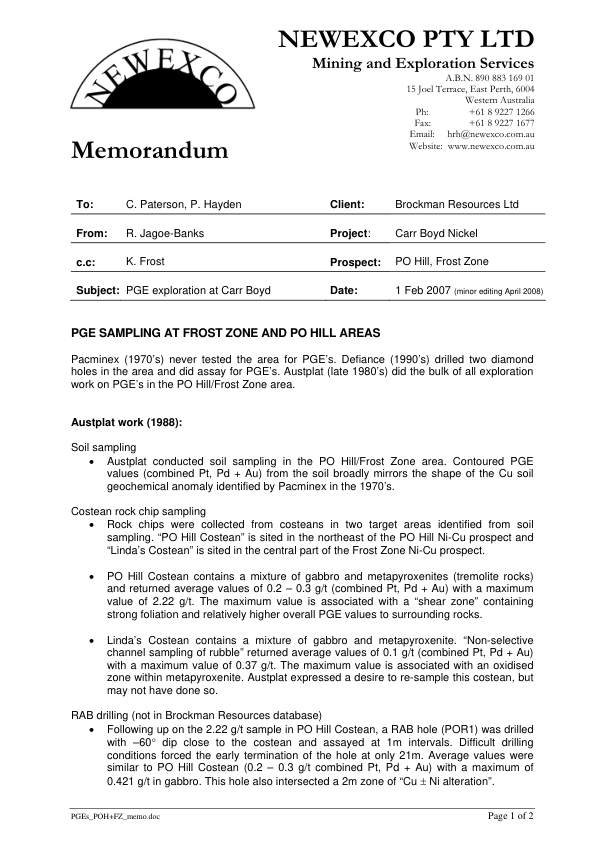 NEWEXCO
NEWEXCO PTY LTD
Mining and Exploration Services
A.B.N. 890 883 169 01
15 Joel Terrace, East Perth, 6004
Western Australia
Ph: +61 8 9227 1266
Fax: +61 8 9227 1677
Email: hrh@newexco.com.au
Website: www.newexco.com.au
Memorandum
To: C. Paterson, P. Hayden Client: Brockman Resources Ltd
From: R. Jagoe-Banks Project: Carr Boyd Nickel
c.c: K. Frost Prospect: PO Hill, Frost Zone
Subject: PGE exploration at Carr Boyd Date: 1 Feb 2007 (minor editing April 2008)
PGE SAMPLING AT FROST ZONE AND PO HILL AREAS
Pacminex (1970's) never tested the area for PGE's. Defiance (1990's) drilled two diamond
holes in the area and did assay for PGE's. Austplat (late 1980's) did the bulk of all exploration
work on PGE's in the PO Hill/Frost Zone area.
Austplat work (1988):
Soil sampling
• Austplat conducted soil sampling in the PO Hill/Frost Zone area. Contoured PGE
values (combined Pt, Pd + Au) from the soil broadly mirrors the shape of the Cu soil
geochemical anomaly identified by Pacminex in the 1970's.
Costean rock chip sampling
• Rock chips were collected from costeans in two target areas identified from soil
sampling. "PO Hill Costean" is sited in the northeast of the PO Hill Ni-Cu prospect and
"Linda's Costean" is sited in the central part of the Frost Zone Ni-Cu prospect.
• PO Hill Costean contains a mixture of gabbro and metapyroxenites (tremolite rocks)
and returned average values of 0.2 – 0.3 g/t (combined Pt, Pd + Au) with a maximum
value of 2.22 g/t. The maximum value is associated with a "shear zone" containing
strong foliation and relatively higher overall PGE values to surrounding rocks.
• Linda's Costean contains a mixture of gabbro and metapyroxenite. "Non-selective
channel sampling of rubble" returned average values of 0.1 g/t (combined Pt, Pd + Au)
with a maximum value of 0.37 g/t. The maximum value is associated with an oxidised
zone within metapyroxenite. Austplat expressed a desire to re-sample this costean, but
may not have done so.
RAB drilling (not in Brockman Resources database)
• Following up on the 2.22 g/t sample in PO Hill Costean, a RAB hole (POR1) was drilled
with –60° dip close to the costean and assayed at 1m intervals. Difficult drilling
conditions forced the early termination of the hole at only 21m. Average values were
similar to PO Hill Costean (0.2 – 0.3 g/t combined Pt, Pd + Au) with a maximum of
0.421 g/t in gabbro. This hole also intersected a 2m zone of "Cu ± Ni alteration".
PGEs_POH+FZ_memo.doc Page 1 of 2